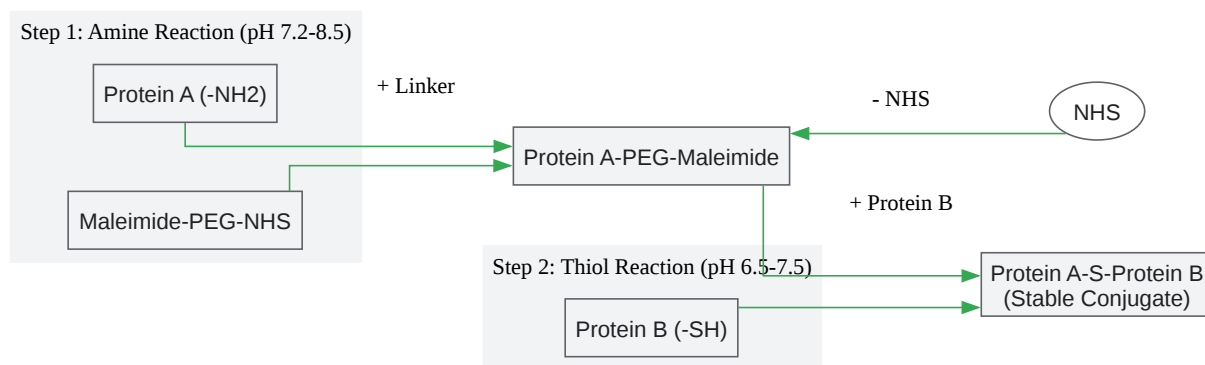 Step 1: Amine Reaction (pH 7.2-8.5)
Protein A (-NH2)
+ Linker
- NHS
NHS
Protein A-PEG-Maleimide
Maleimide-PEG-NHS
+ Protein B
Step 2: Thiol Reaction (pH 6.5-7.5)
Protein A-S-Protein B
(Stable Conjugate)
Protein B (-SH)